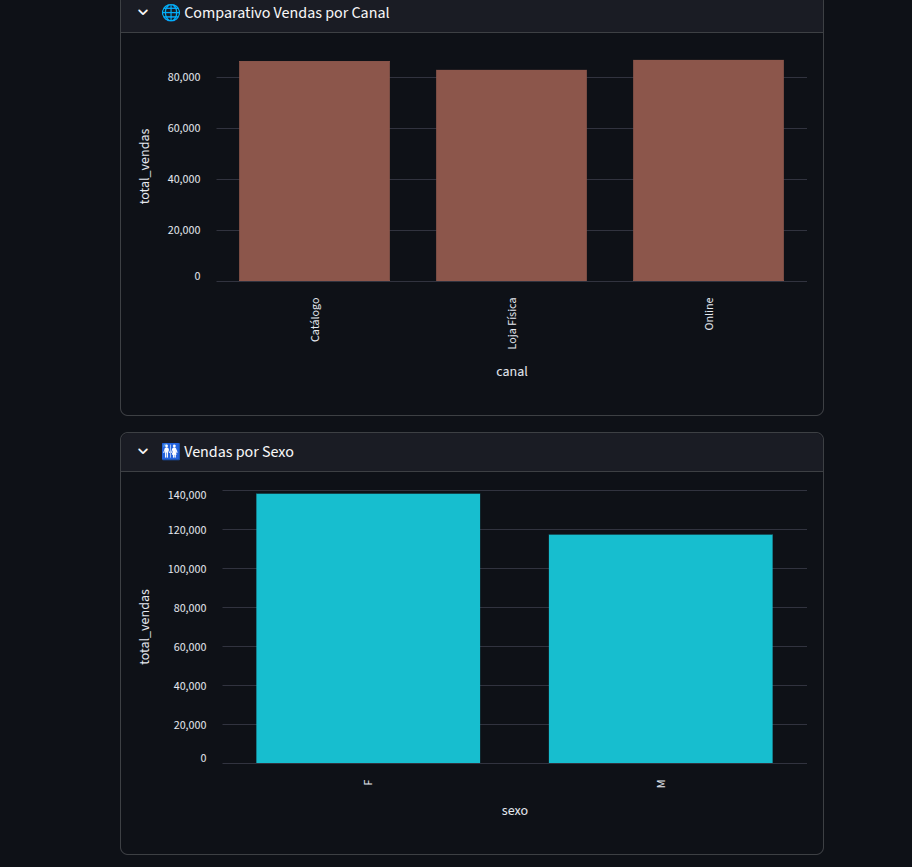 Comparativo Vendas por Canal
total_vendas
80,000
60,000
40,000
20,000
0
Catálogo
Loja Física
Online
canal
Vendas por Sexo
total_vendas
140,000
120,000
100,000
80,000
60,000
40,000
20,000
0
F
M
sexo